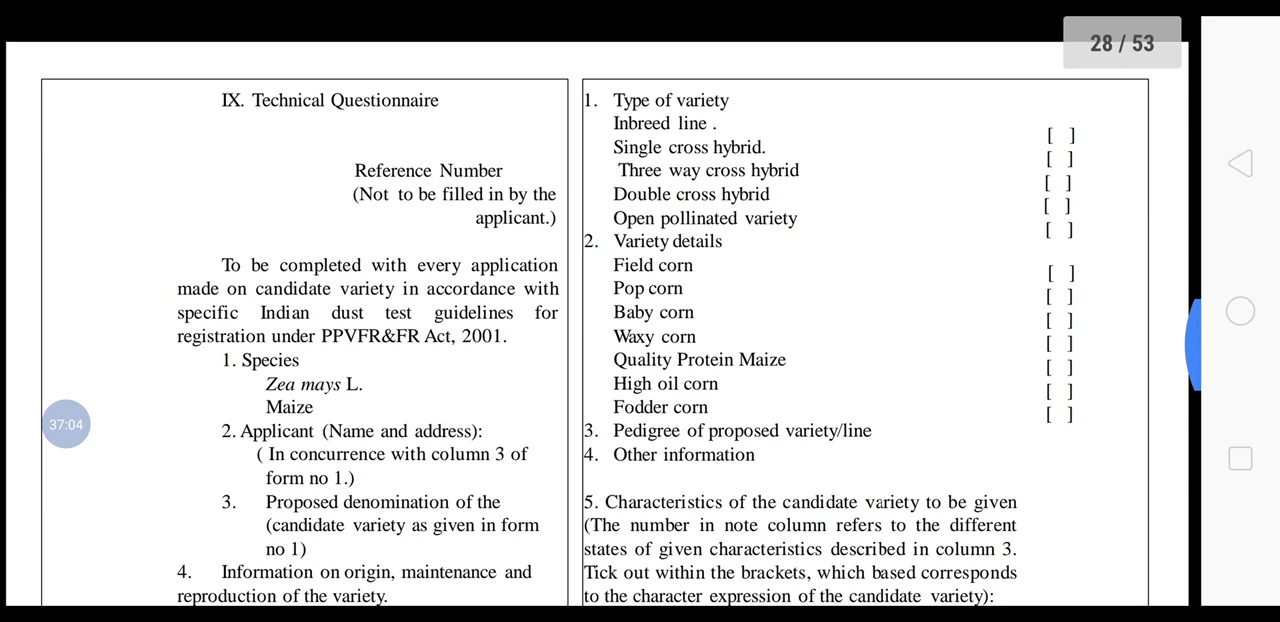 28 / 53
IX. Technical Questionnaire
Reference Number
(Not to be filled in by the
applicant.)
To be completed with every application
made on candidate variety in accordance with
specific Indian dust test guidelines for
registration under PPVFR&FR Act, 2001.
1. Species
Zea mays L.
Maize
2. Applicant (Name and address):
( In concurrence with column 3 of
form no 1.)
3. Proposed denomination of the
(candidate variety as given in form
no 1)
4. Information on origin, maintenance and
reproduction of the variety.
37:04
1. Type of variety
Inbreed line . [ ]
Single cross hybrid. [ ]
Three way cross hybrid [ ]
Double cross hybrid [ ]
Open pollinated variety [ ]
2. Variety details
Field corn [ ]
Pop corn [ ]
Baby corn [ ]
Waxy corn [ ]
Quality Protein Maize [ ]
High oil corn [ ]
Fodder corn [ ]
3. Pedigree of proposed variety/line
4. Other information
5. Characteristics of the candidate variety to be given
(The number in note column refers to the different
states of given characteristics described in column 3.
Tick out within the brackets, which based corresponds
to the character expression of the candidate variety):